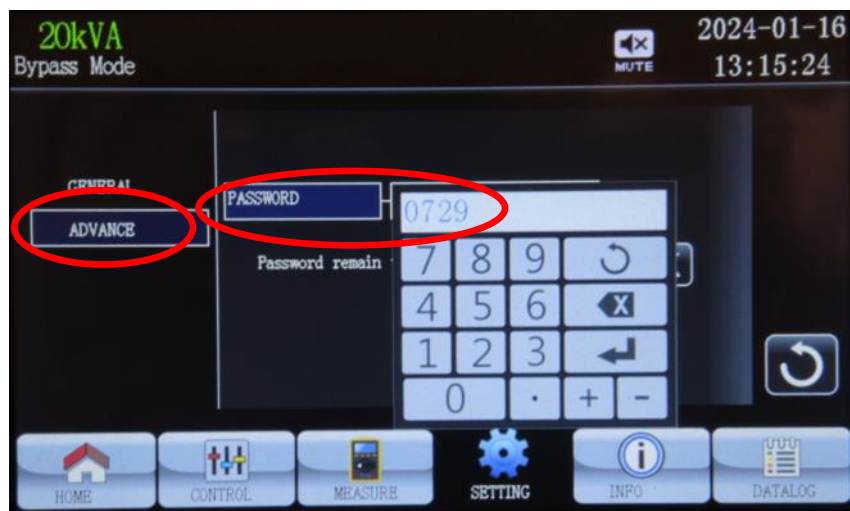 20kVA
Bypass Mode
MUTE
2024-01-16
13:15:24
GENERAL
ADVANCE
PASSWORD
0729
Password remain
7 8 9
4 5 6
1 2 3
0 . + -
HOME
CONTROL
MEASURE
SETTING
INFO
DATALOG